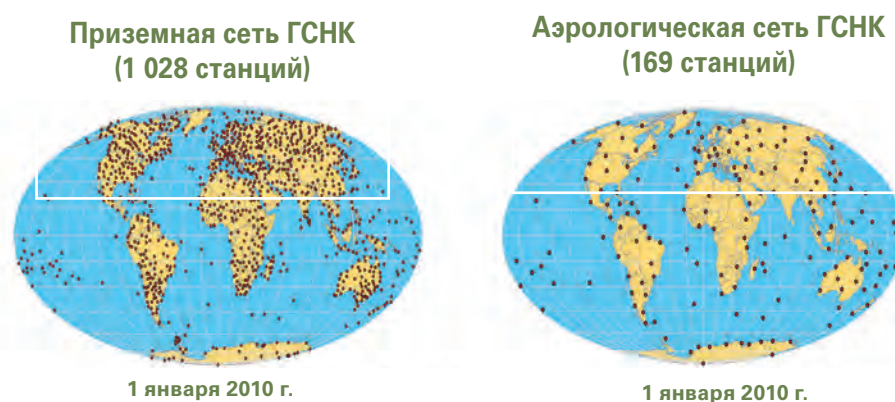 Приземная сеть ГСНК
(1 028 станций)
1 января 2010 г.
Аэрологическая сеть ГСНК
(169 станций)
1 января 2010 г.